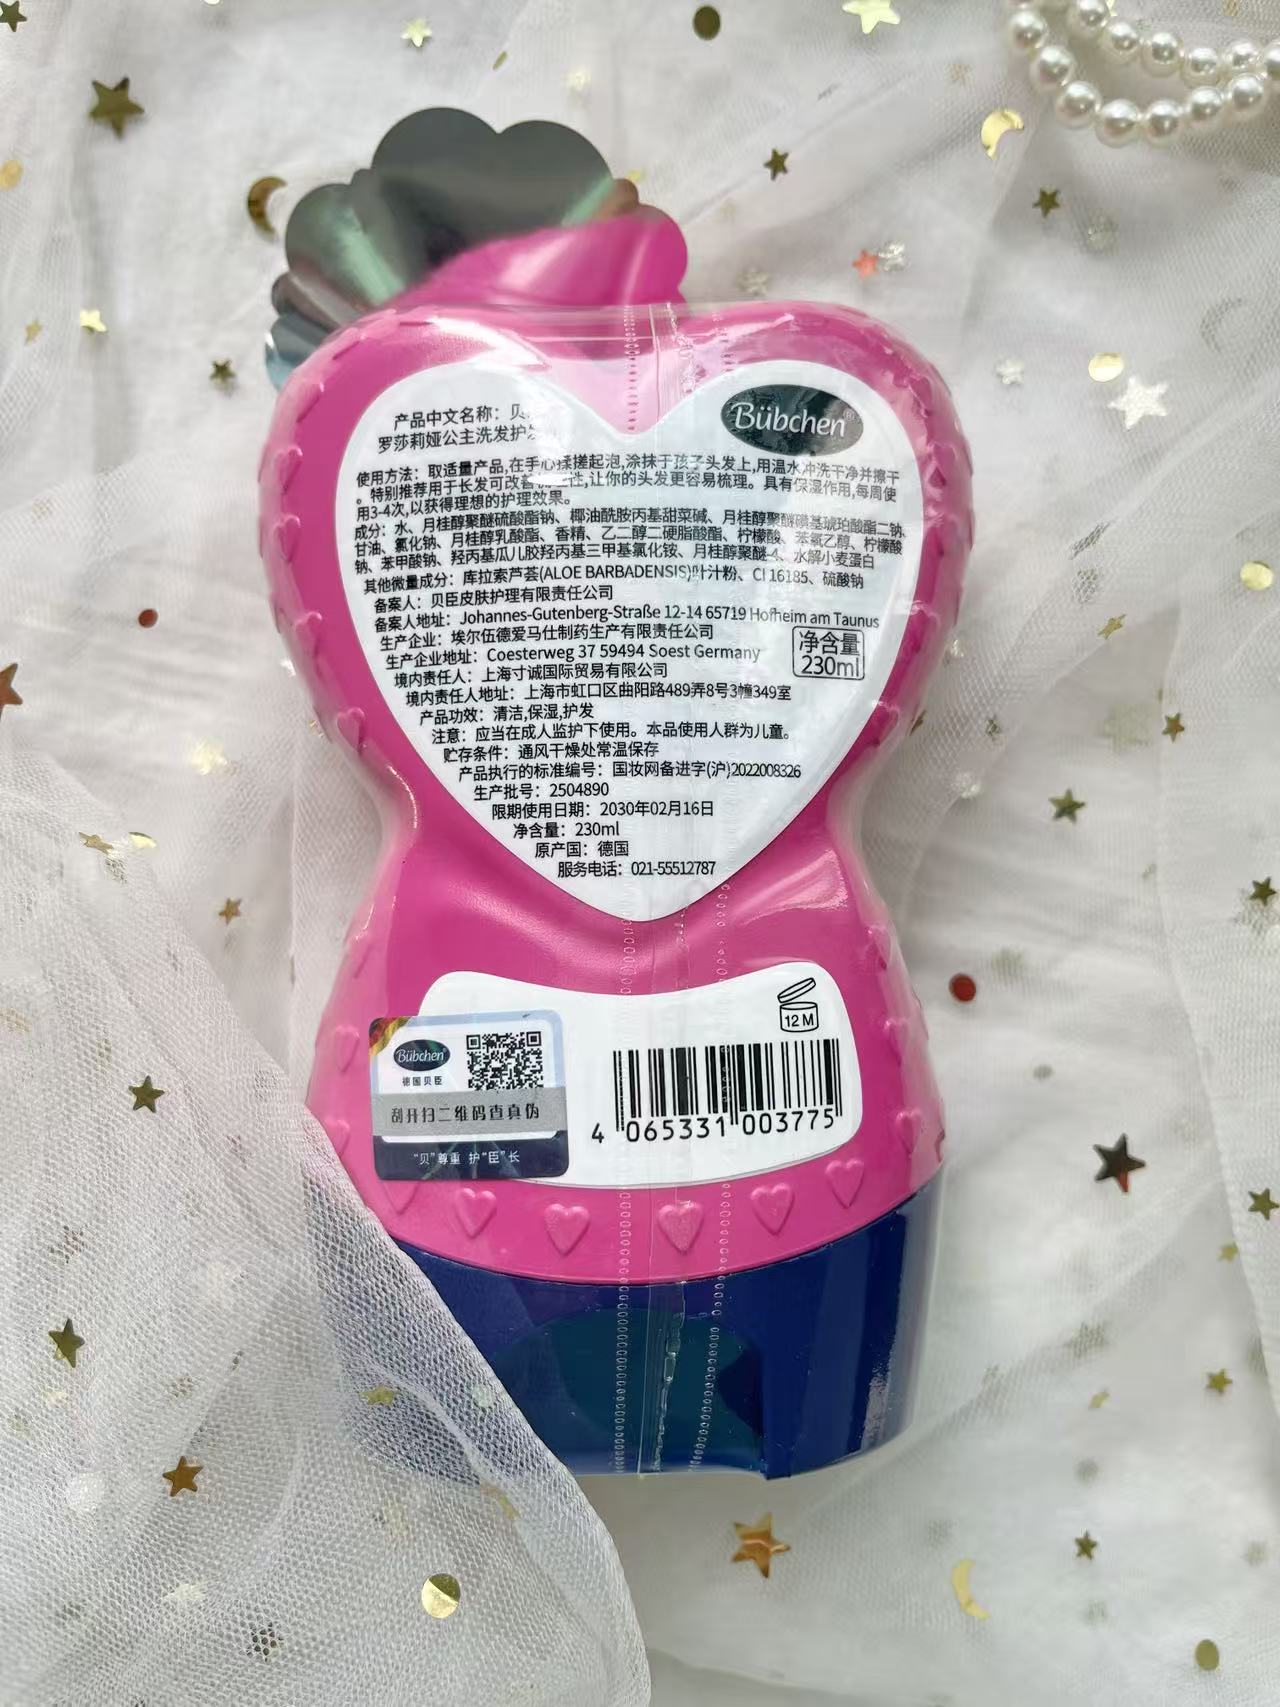 Bübchen®
产品中文名称：贝
罗莎莉娅公主洗发护发
使用方法：取适量产品,在手心揉搓起泡,涂抹于孩子头发上,用温水冲洗干净并擦干
。特别推荐用于长发可改善 性,让你的头发更容易梳理。具有保湿作用,每周使
用3-4次,以获得理想的护理效果。
成分：水、月桂醇聚醚硫酸酯钠、椰油酰胺丙基甜菜碱、月桂醇聚醚磺基琥珀酸酯二钠、
甘油、氯化钠、月桂醇乳酸酯、香精、乙二醇二硬脂酸酯、柠檬酸、苯氧乙醇、柠檬酸
钠、苯甲酸钠、羟丙基瓜儿胶羟丙基三甲基氯化铵、月桂醇聚醚-4、水解小麦蛋白
其他微量成分：库拉索芦荟(ALOE BARBADENSIS)叶汁粉、CI 16185、硫酸钠
备案人：贝臣皮肤护理有限责任公司
备案人地址：Johannes-Gutenberg-Straße 12-14 65719 Hofheim am Taunus
生产企业：埃尔伍德爱马仕制药生产有限责任公司
生产企业地址：Coesterweg 37 59494 Soest Germany
净含量
230ml
境内责任人：上海寸诚国际贸易有限公司
境内责任人地址：上海市虹口区曲阳路489弄8号3幢349室
产品功效：清洁,保湿,护发
注意：应当在成人监护下使用。本品使用人群为儿童。
贮存条件：通风干燥处常温保存
产品执行的标准编号：国妆网备进字(沪)2022008326
生产批号：2504890
限期使用日期：2030年02月16日
净含量：230ml
原产国：德国
服务电话：021-55512787
12 M
Bübchen®
德国贝臣
刮开扫二维码查真伪
“贝”尊重 护“臣”长
4 065331 003775